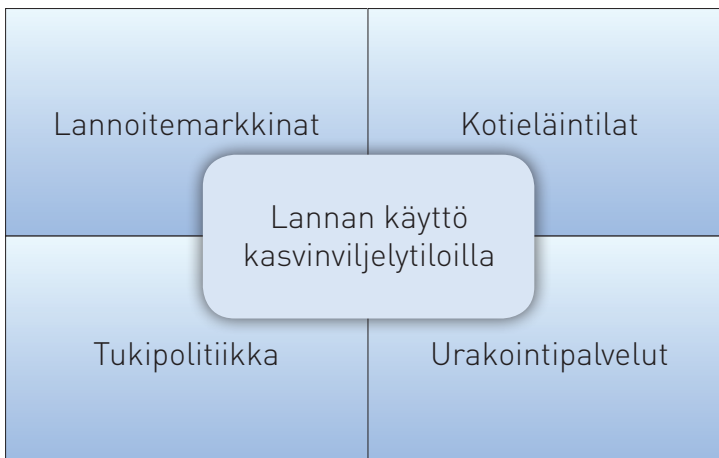 Lannoitemarkkinat
Kotieläintilat
Lannan käyttö
kasvinviljelytiloilla
Tukipolitiikka
Urakointipalvelut